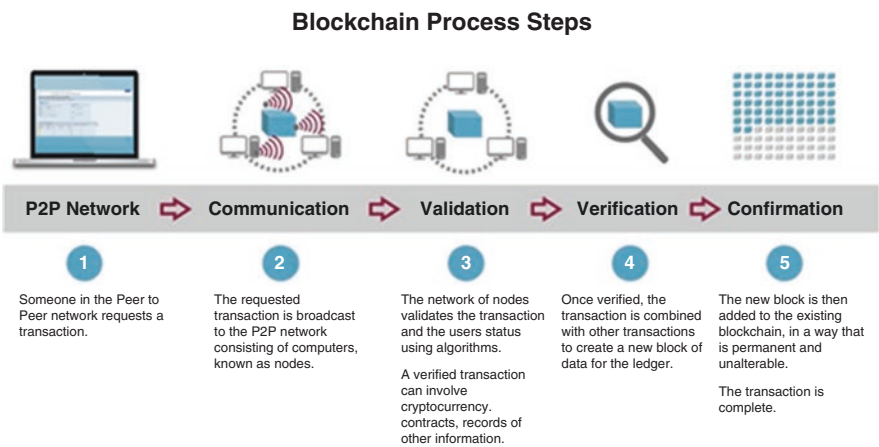 Blockchain Process Steps
P2P Network
Communication
Validation
Verification
Confirmation
1
Someone in the Peer to
Peer network requests a
transaction.
2
The requested
transaction is broadcast
to the P2P network
consisting of computers,
known as nodes.
3
The network of nodes
validates the transaction
and the users status
using algorithms.
A verified transaction
can involve
cryptocurrency.
contracts, records of
other information.
4
Once verified, the
transaction is combined
with other transactions
to create a new block of
data for the ledger.
5
The new block is then
added to the existing
blockchain, in a way that
is permanent and
unalterable.
The transaction is
complete.